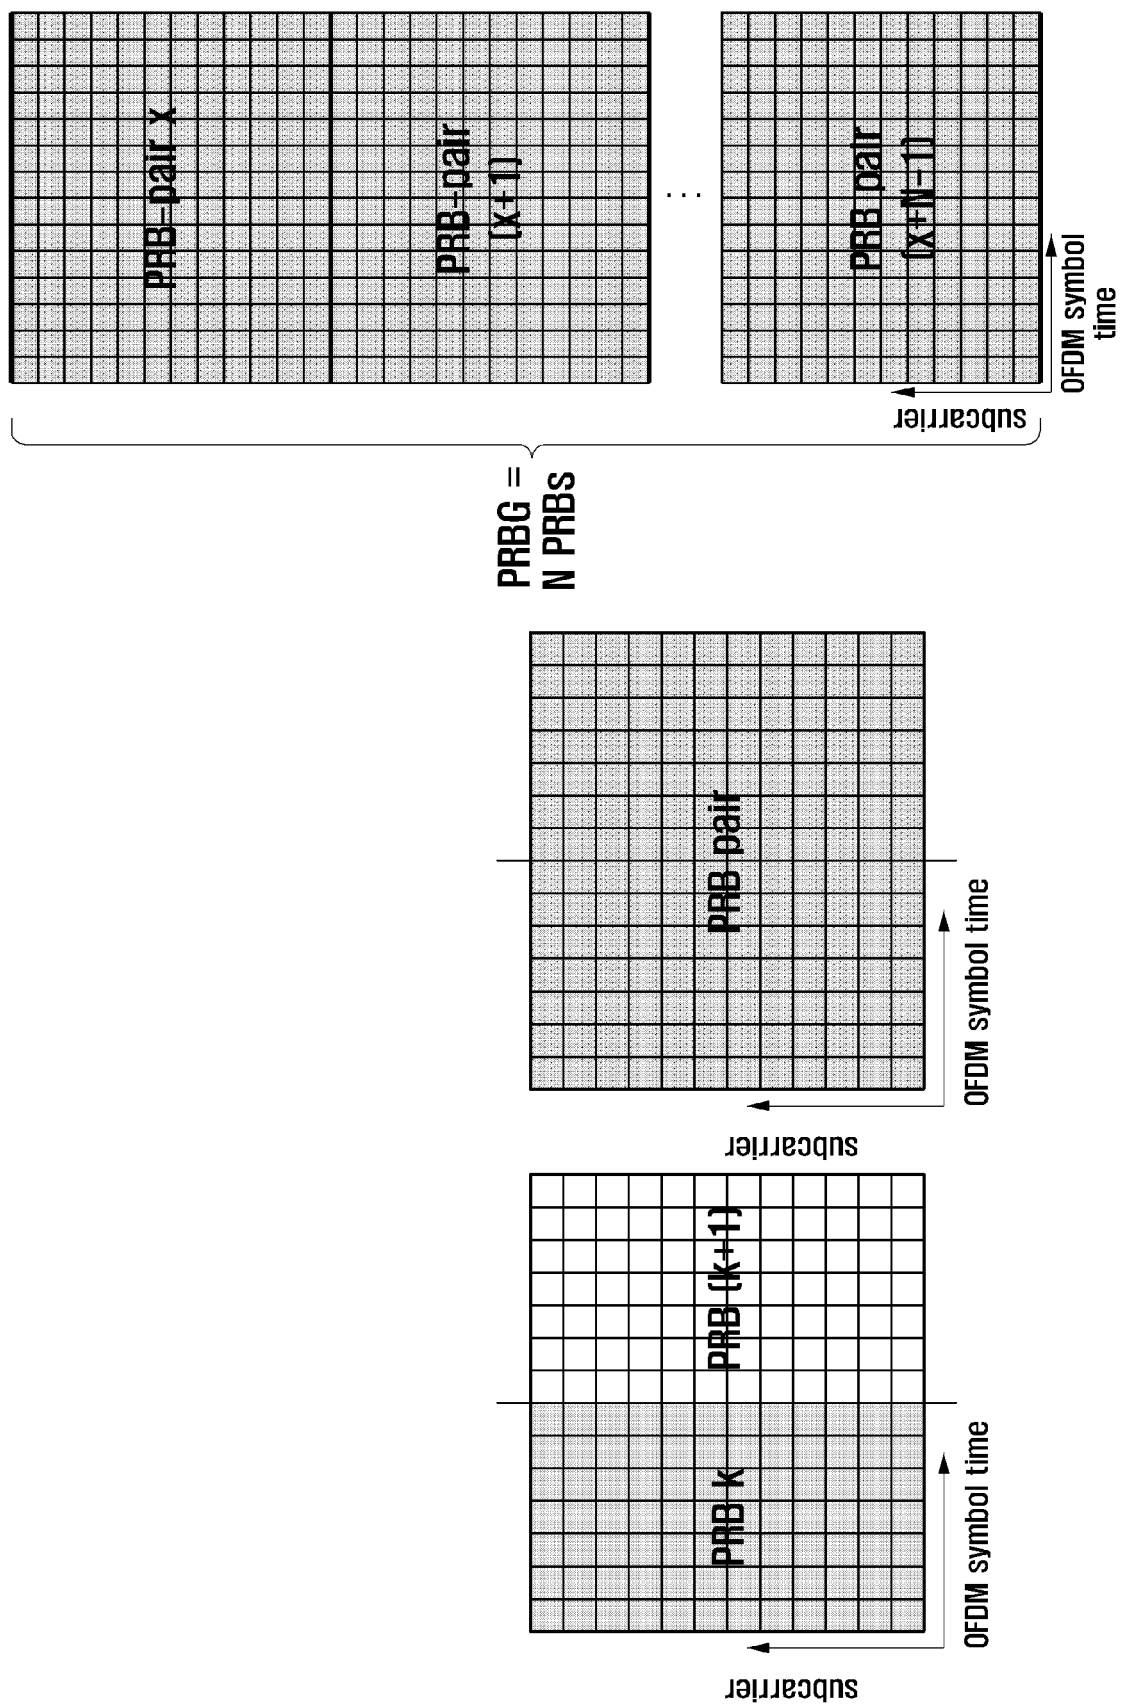 PRB k
PRB (k+1)
subcarrier
OFDM symbol time
PRB pair
subcarrier
OFDM symbol time
PRBG =
N PRBs
PRB-pair x
PRB-pair
(x+1)
...
PRB pair
(x+N-1)
subcarrier
OFDM symbol
time